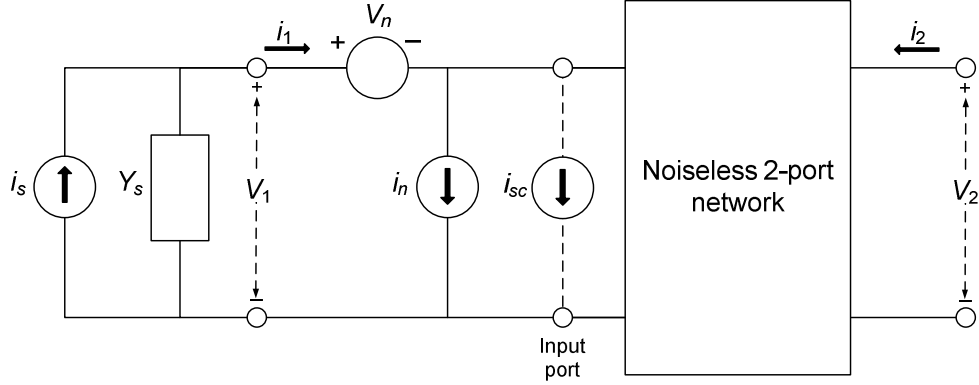 i1
+ Vn −
i2
is
Ys
+
V1
−
in
isc
Noiseless 2-port
network
+
V2
−
Input
port